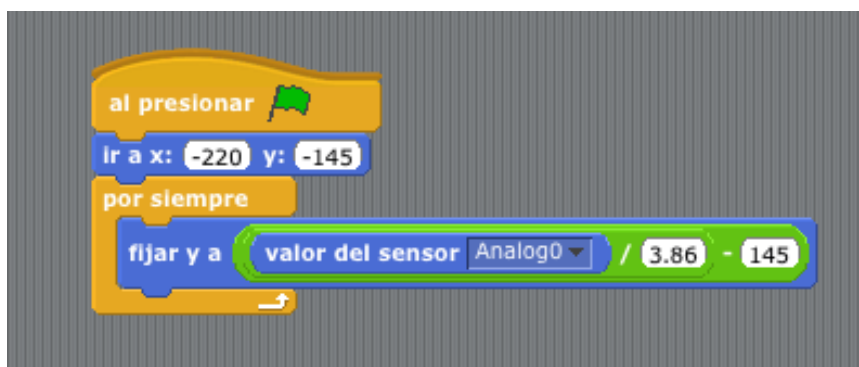 al presionar
ir a x: -220 y: -145
por siempre
fijar y a valor del sensor Analog0 / 3.86 - 145